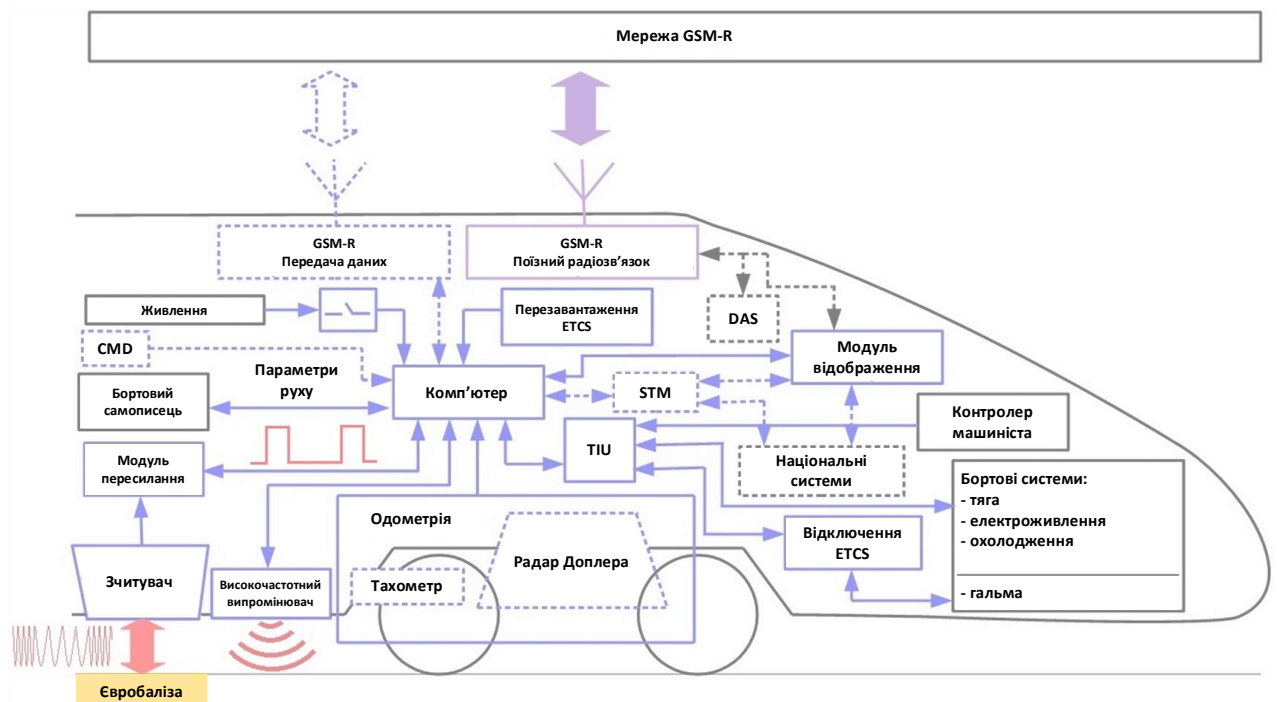 Мережа GSM-R
GSM-R
Передача даних
GSM-R
Поїзний радіозв’язок
Живлення
Перезавантаження
ETCS
DAS
CMD
Параметри
руху
Модуль
відображення
Бортовий
самописець
Комп’ютер
STM
Контролер
машиніста
Модуль
пересилання
TIU
Національні
системи
Бортові системи:
- тяга
- електроживлення
- охолодження
- гальма
Одометрія
Відключення
ETCS
Зчитувач
Високочастотний
випромінювач
Тахометр
Радар Доплера
Євробаліза